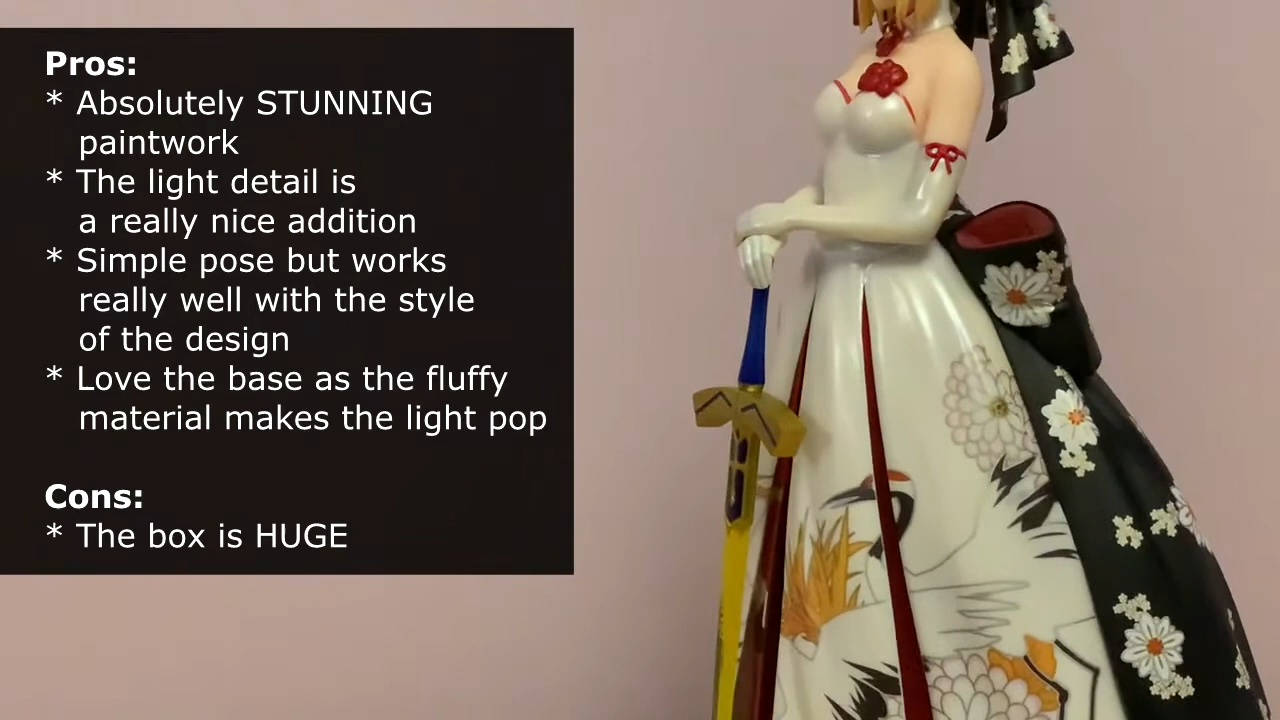 Pros:
* Absolutely STUNNING
paintwork
* The light detail is
a really nice addition
* Simple pose but works
really well with the style
of the design
* Love the base as the fluffy
material makes the light pop
Cons:
* The box is HUGE